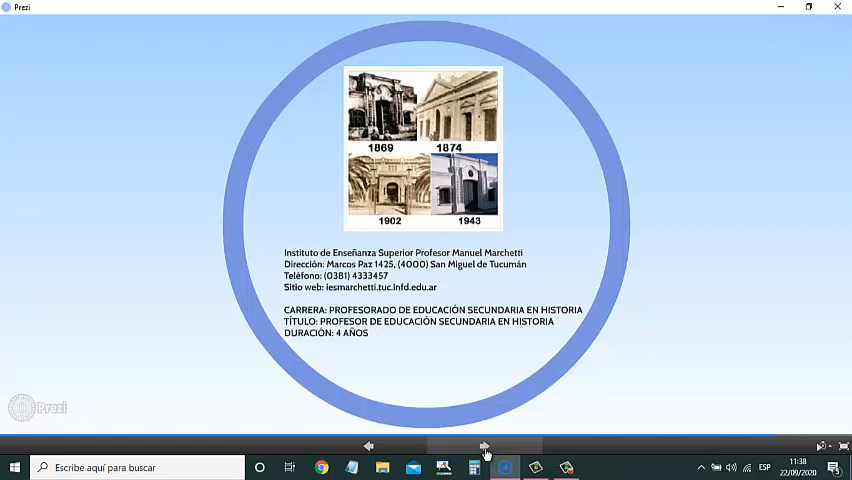 Prezi
1869 1874
1902 1943
Instituto de Enseñanza Superior Profesor Manuel Marchetti
Dirección: Marcos Paz 1425, (4000) San Miguel de Tucumán
Teléfono: (0381) 4333457
Sitio web: iesmarchetti.tuc.infd.edu.ar
CARRERA: PROFESORADO DE EDUCACIÓN SECUNDARIA EN HISTORIA
TÍTULO: PROFESOR DE EDUCACIÓN SECUNDARIA EN HISTORIA
DURACIÓN: 4 AÑOS
Prezi
Escribe aquí para buscar
ESP
11:38
22/09/2020